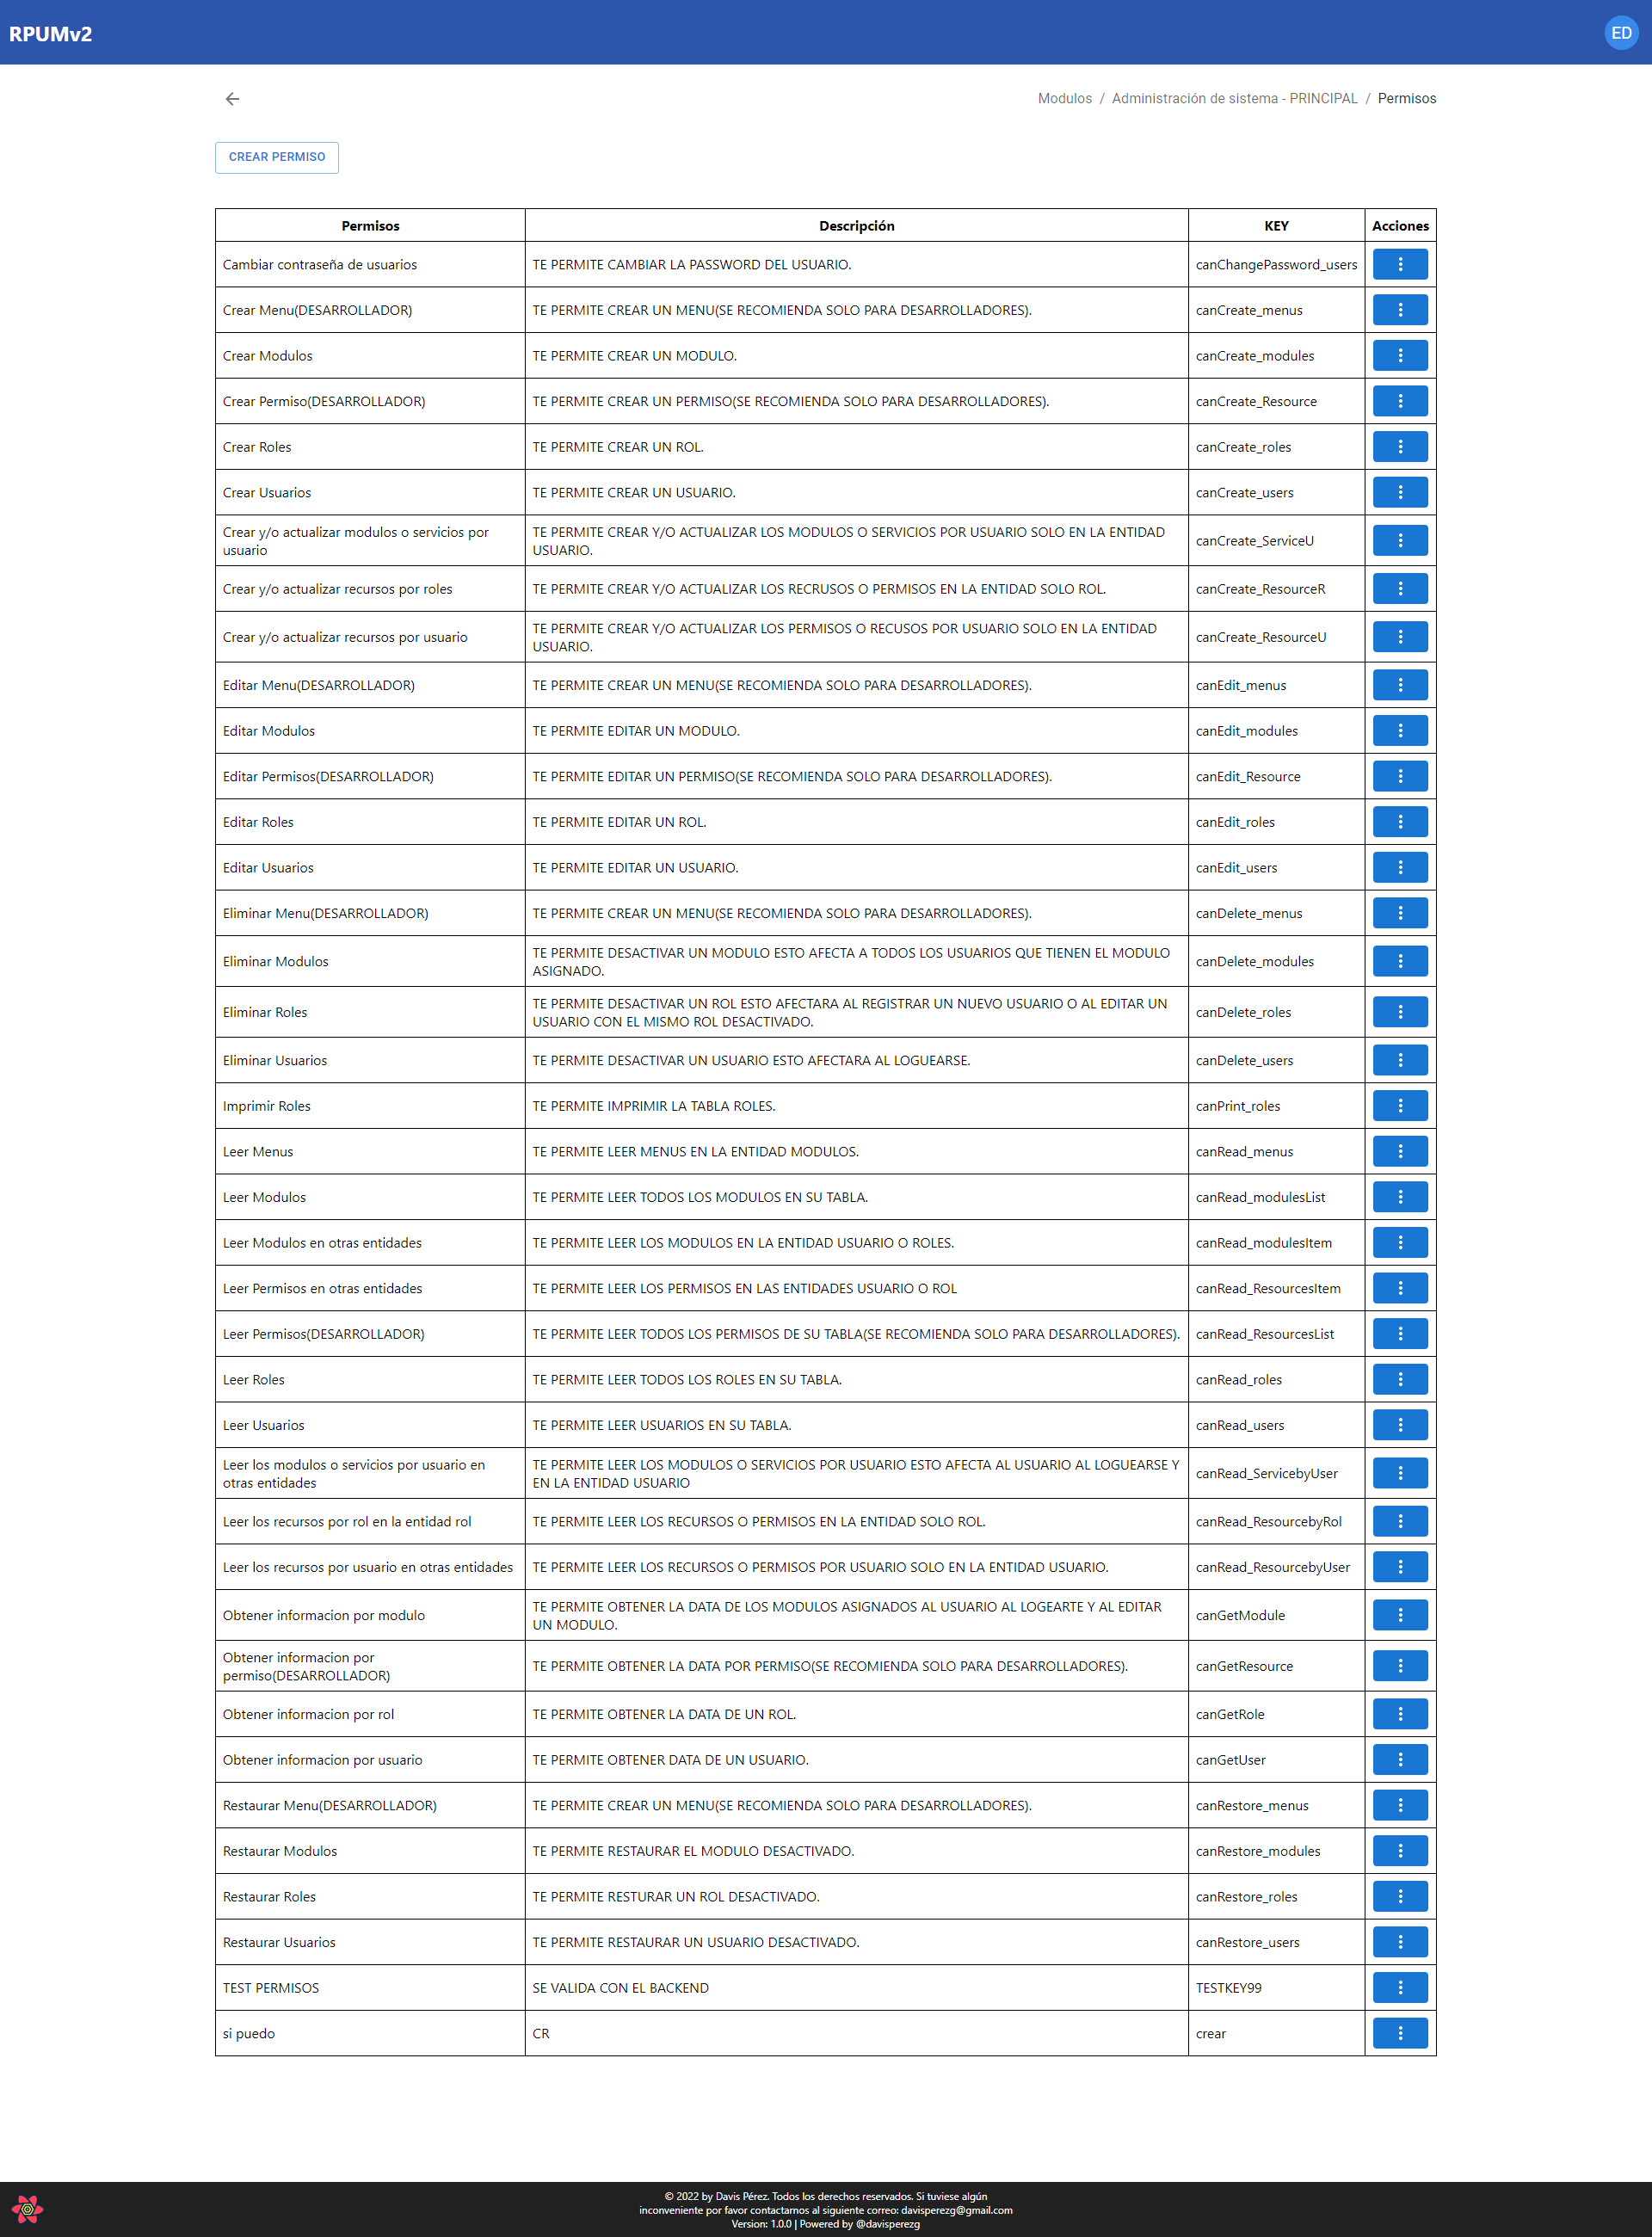 RPUMv2
ED
Modulos / Administración de sistema - PRINCIPAL / Permisos
CREAR PERMISO
Permisos Descripción KEY Acciones
Cambiar contraseña de usuarios TE PERMITE CAMBIAR LA PASSWORD DEL USUARIO. canChangePassword_users
Crear Menu(DESARROLLADOR) TE PERMITE CREAR UN MENU(SE RECOMIENDA SOLO PARA DESARROLLADORES). canCreate_menus
Crear Modulos TE PERMITE CREAR UN MODULO. canCreate_modules
Crear Permiso(DESARROLLADOR) TE PERMITE CREAR UN PERMISO(SE RECOMIENDA SOLO PARA DESARROLLADORES). canCreate_Resource
Crear Roles TE PERMITE CREAR UN ROL. canCreate_roles
Crear Usuarios TE PERMITE CREAR UN USUARIO. canCreate_users
Crear y/o actualizar modulos o servicios por
usuario
TE PERMITE CREAR Y/O ACTUALIZAR LOS MODULOS O SERVICIOS POR USUARIO SOLO EN LA ENTIDAD
USUARIO.
canCreate_ServiceU
Crear y/o actualizar recursos por roles TE PERMITE CREAR Y/O ACTUALIZAR LOS RECRUSOS O PERMISOS EN LA ENTIDAD SOLO ROL. canCreate_ResourceR
Crear y/o actualizar recursos por usuario
TE PERMITE CREAR Y/O ACTUALIZAR LOS PERMISOS O RECUSOS POR USUARIO SOLO EN LA ENTIDAD
USUARIO.
canCreate_ResourceU
Editar Menu(DESARROLLADOR) TE PERMITE CREAR UN MENU(SE RECOMIENDA SOLO PARA DESARROLLADORES). canEdit_menus
Editar Modulos TE PERMITE EDITAR UN MODULO. canEdit_modules
Editar Permisos(DESARROLLADOR) TE PERMITE EDITAR UN PERMISO(SE RECOMIENDA SOLO PARA DESARROLLADORES). canEdit_Resource
Editar Roles TE PERMITE EDITAR UN ROL. canEdit_roles
Editar Usuarios TE PERMITE EDITAR UN USUARIO. canEdit_users
Eliminar Menu(DESARROLLADOR) TE PERMITE CREAR UN MENU(SE RECOMIENDA SOLO PARA DESARROLLADORES). canDelete_menus
Eliminar Modulos
TE PERMITE DESACTIVAR UN MODULO ESTO AFECTA A TODOS LOS USUARIOS QUE TIENEN EL MODULO
ASIGNADO.
canDelete_modules
Eliminar Roles
TE PERMITE DESACTIVAR UN ROL ESTO AFECTARA AL REGISTRAR UN NUEVO USUARIO O AL EDITAR UN
USUARIO CON EL MISMO ROL DESACTIVADO.
canDelete_roles
Eliminar Usuarios TE PERMITE DESACTIVAR UN USUARIO ESTO AFECTARA AL LOGUEARSE. canDelete_users
Imprimir Roles TE PERMITE IMPRIMIR LA TABLA ROLES. canPrint_roles
Leer Menus TE PERMITE LEER MENUS EN LA ENTIDAD MODULOS. canRead_menus
Leer Modulos TE PERMITE LEER TODOS LOS MODULOS EN SU TABLA. canRead_modulesList
Leer Modulos en otras entidades TE PERMITE LEER LOS MODULOS EN LA ENTIDAD USUARIO O ROLES. canRead_modulesItem
Leer Permisos en otras entidades TE PERMITE LEER LOS PERMISOS EN LAS ENTIDADES USUARIO O ROL canRead_ResourcesItem
Leer Permisos(DESARROLLADOR) TE PERMITE LEER TODOS LOS PERMISOS DE SU TABLA(SE RECOMIENDA SOLO PARA DESARROLLADORES). canRead_ResourcesList
Leer Roles TE PERMITE LEER TODOS LOS ROLES EN SU TABLA. canRead_roles
Leer Usuarios TE PERMITE LEER USUARIOS EN SU TABLA. canRead_users
Leer los modulos o servicios por usuario en
otras entidades
TE PERMITE LEER LOS MODULOS O SERVICIOS POR USUARIO ESTO AFECTA AL USUARIO AL LOGUEARSE Y
EN LA ENTIDAD USUARIO
canRead_ServicebyUser
Leer los recursos por rol en la entidad rol TE PERMITE LEER LOS RECURSOS O PERMISOS EN LA ENTIDAD SOLO ROL. canRead_ResourcebyRol
Leer los recursos por usuario en otras entidades TE PERMITE LEER LOS RECURSOS O PERMISOS POR USUARIO SOLO EN LA ENTIDAD USUARIO. canRead_ResourcebyUser
Obtener informacion por modulo
TE PERMITE OBTENER LA DATA DE LOS MODULOS ASIGNADOS AL USUARIO AL LOGEARTE Y AL EDITAR
UN MODULO.
canGetModule
Obtener informacion por
permiso(DESARROLLADOR)
TE PERMITE OBTENER LA DATA POR PERMISO(SE RECOMIENDA SOLO PARA DESARROLLADORES). canGetResource
Obtener informacion por rol TE PERMITE OBTENER LA DATA DE UN ROL. canGetRole
Obtener informacion por usuario TE PERMITE OBTENER DATA DE UN USUARIO. canGetUser
Restaurar Menu(DESARROLLADOR) TE PERMITE CREAR UN MENU(SE RECOMIENDA SOLO PARA DESARROLLADORES). canRestore_menus
Restaurar Modulos TE PERMITE RESTAURAR EL MODULO DESACTIVADO. canRestore_modules
Restaurar Roles TE PERMITE RESTURAR UN ROL DESACTIVADO. canRestore_roles
Restaurar Usuarios TE PERMITE RESTAURAR UN USUARIO DESACTIVADO. canRestore_users
TEST PERMISOS SE VALIDA CON EL BACKEND TESTKEY99
si puedo CR crear
© 2022 by Davis Pérez. Todos los derechos reservados. Si tuviese algún
inconveniente por favor contactarnos al siguiente correo: davisperezg@gmail.com
Version: 1.0.0 | Powered by @davisperezg